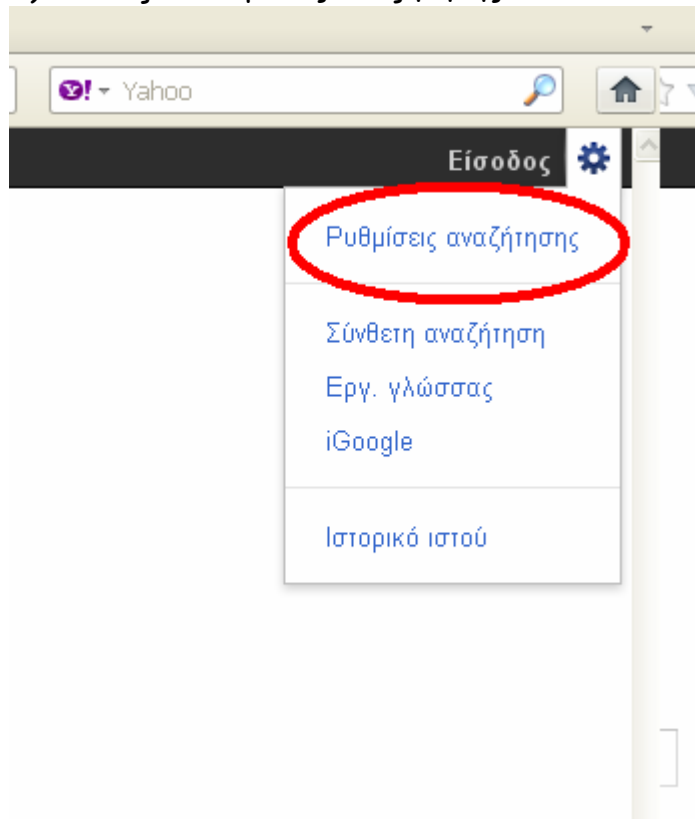 Y! Yahoo
Είσοδος
Ρυθμίσεις αναζήτησης
Σύνθετη αναζήτηση
Εργ. γλώσσας
iGoogle
Ιστορικό ιστού